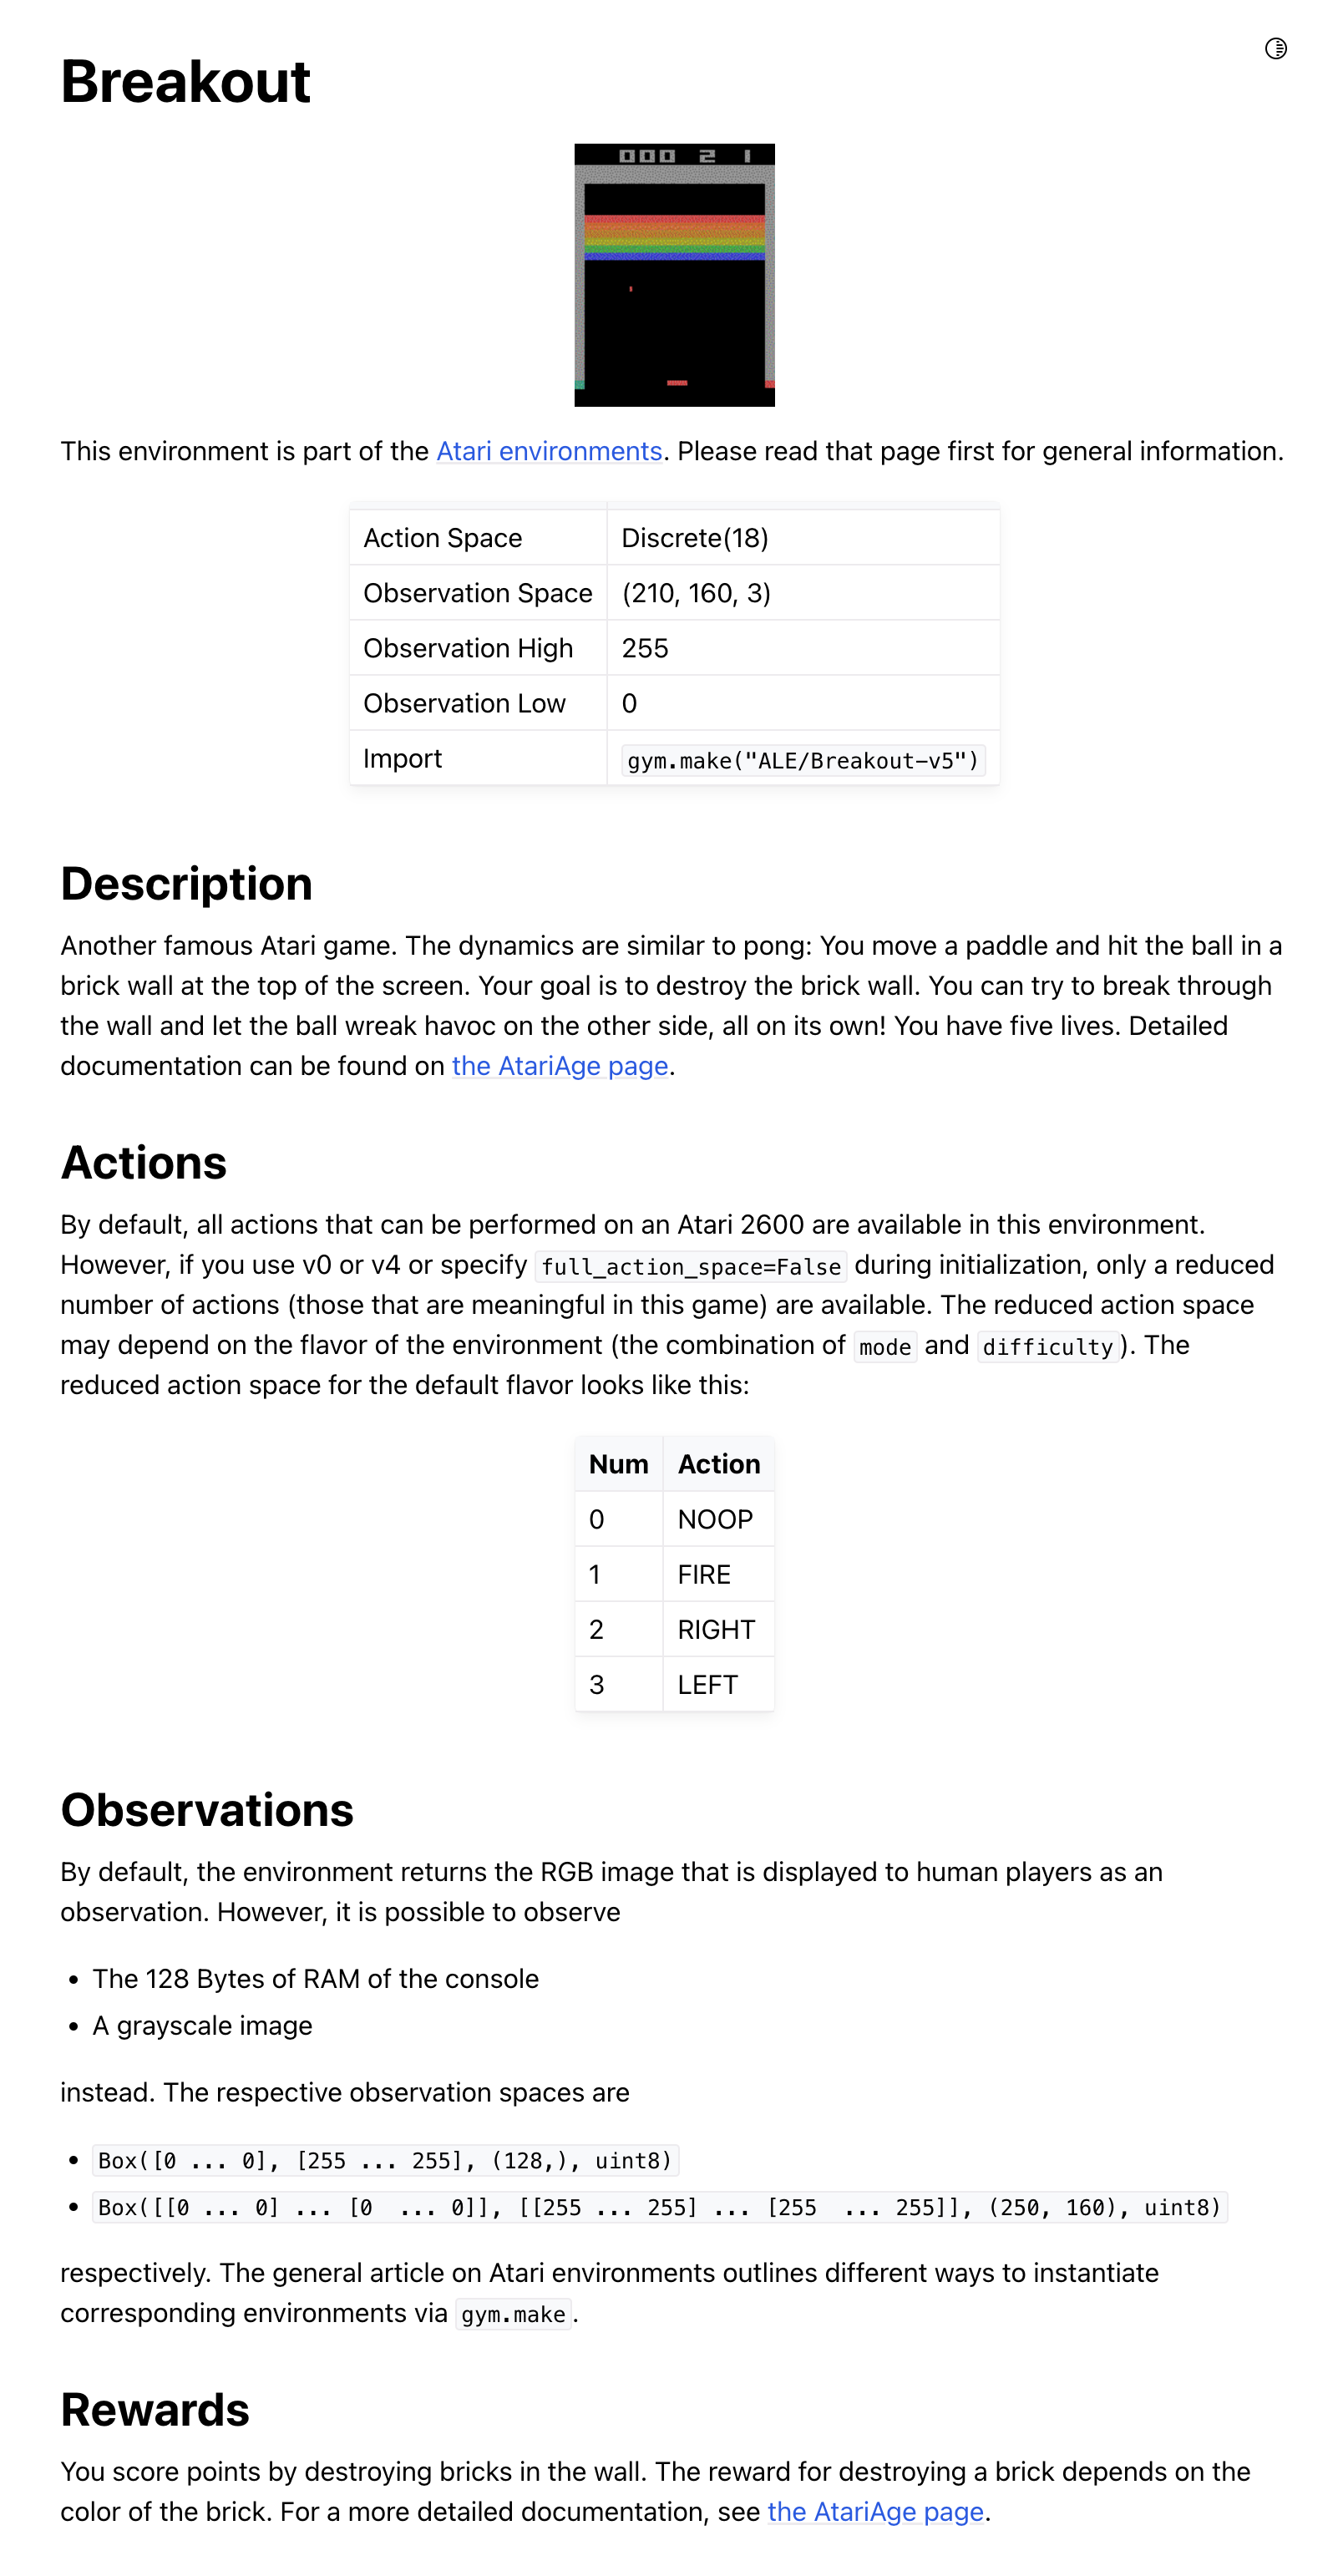 Breakout
000 2 1
This environment is part of the Atari environments. Please read that page first for general information.
Action Space Discrete(18)
Observation Space (210, 160, 3)
Observation High 255
Observation Low 0
Import gym.make("ALE/Breakout-v5")
Description
Another famous Atari game. The dynamics are similar to pong: You move a paddle and hit the ball in a
brick wall at the top of the screen. Your goal is to destroy the brick wall. You can try to break through
the wall and let the ball wreak havoc on the other side, all on its own! You have five lives. Detailed
documentation can be found on the AtariAge page.
Actions
By default, all actions that can be performed on an Atari 2600 are available in this environment.
However, if you use v0 or v4 or specify full_action_space=False during initialization, only a reduced
number of actions (those that are meaningful in this game) are available. The reduced action space
may depend on the flavor of the environment (the combination of mode and difficulty). The
reduced action space for the default flavor looks like this:
Num Action
0 NOOP
1 FIRE
2 RIGHT
3 LEFT
Observations
By default, the environment returns the RGB image that is displayed to human players as an
observation. However, it is possible to observe
• The 128 Bytes of RAM of the console
• A grayscale image
instead. The respective observation spaces are
• Box([0 ... 0], [255 ... 255], (128,), uint8)
• Box([[0 ... 0] ... [0  ... 0]], [[255 ... 255] ... [255  ... 255]], (250, 160), uint8)
respectively. The general article on Atari environments outlines different ways to instantiate
corresponding environments via gym.make.
Rewards
You score points by destroying bricks in the wall. The reward for destroying a brick depends on the
color of the brick. For a more detailed documentation, see the AtariAge page.